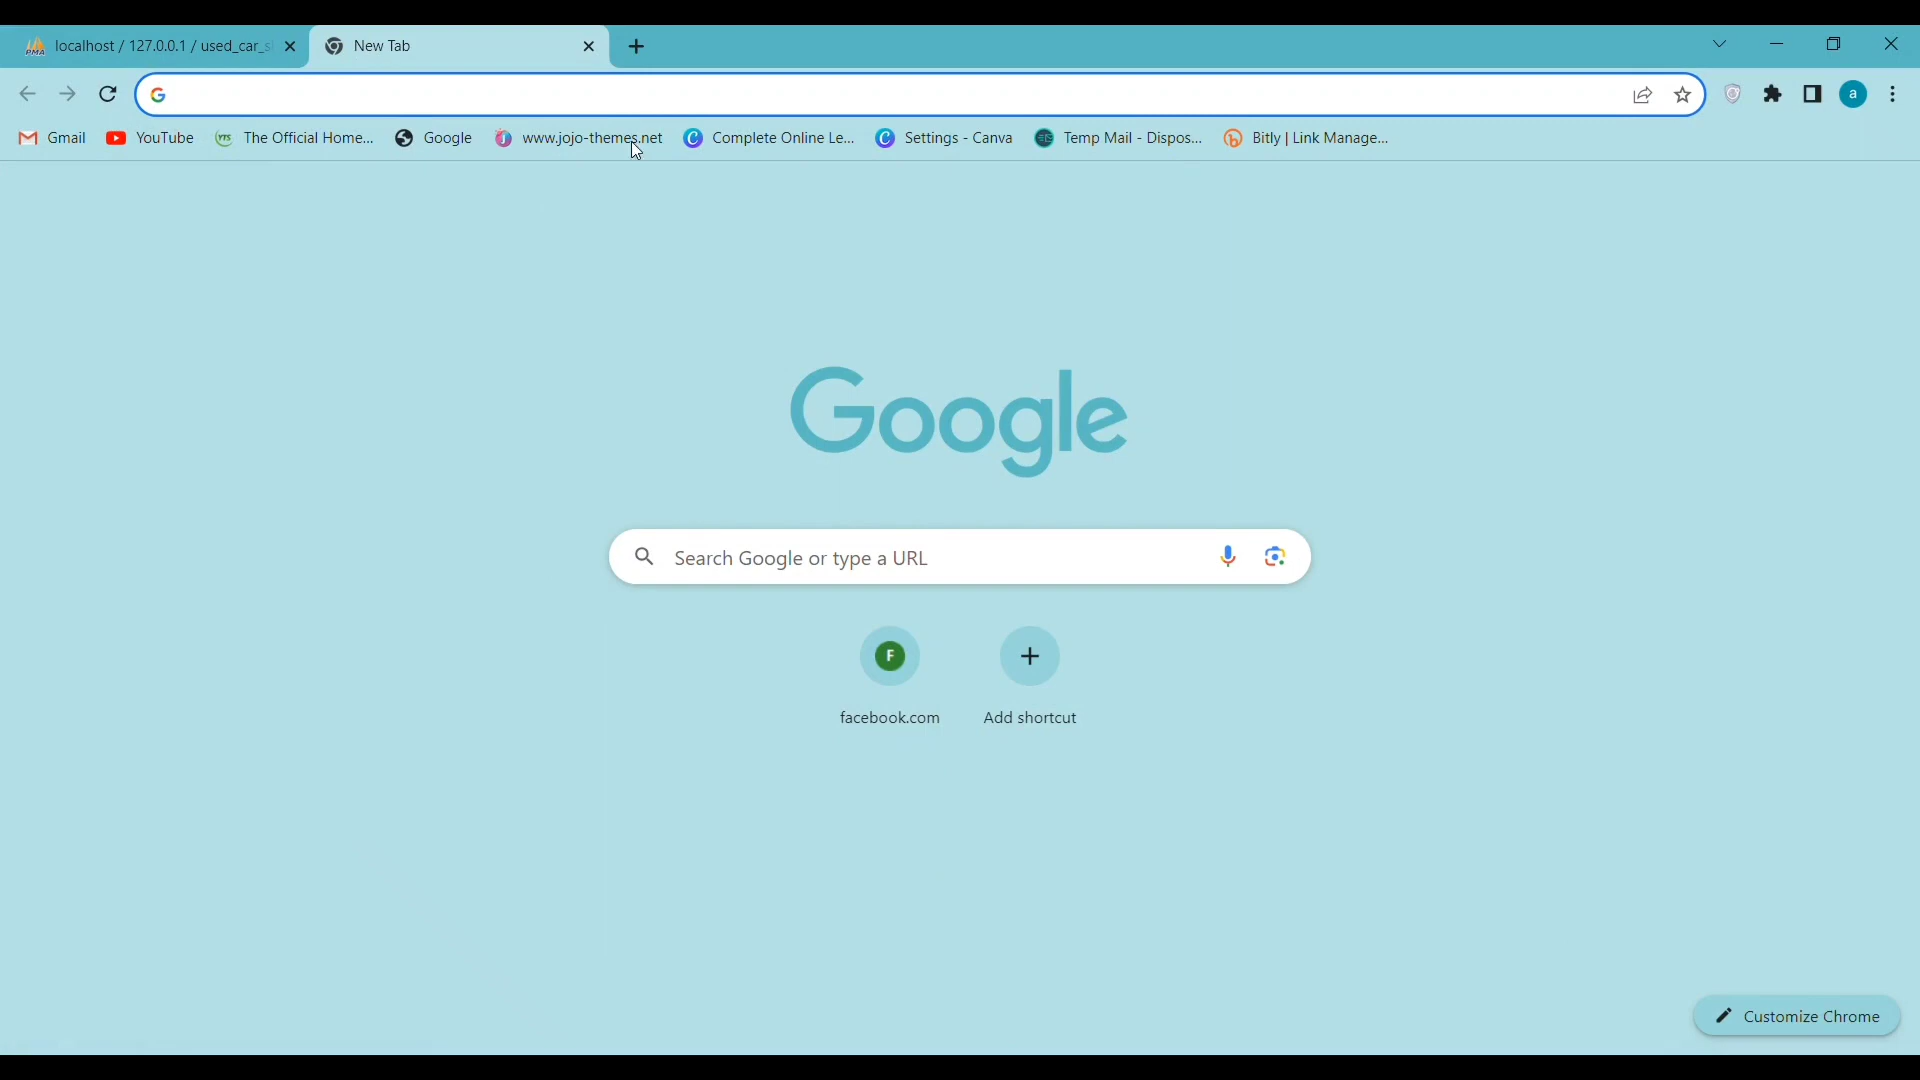 localhost / 127.0.0.1 / used_car_s
New Tab
a
Gmail YouTube The Official Home... Google www.jojo-themes.net Complete Online Le... Settings - Canva Temp Mail - Dispos... Bitly | Link Manage...
Google
Search Google or type a URL
F
facebook.com Add shortcut
Customize Chrome